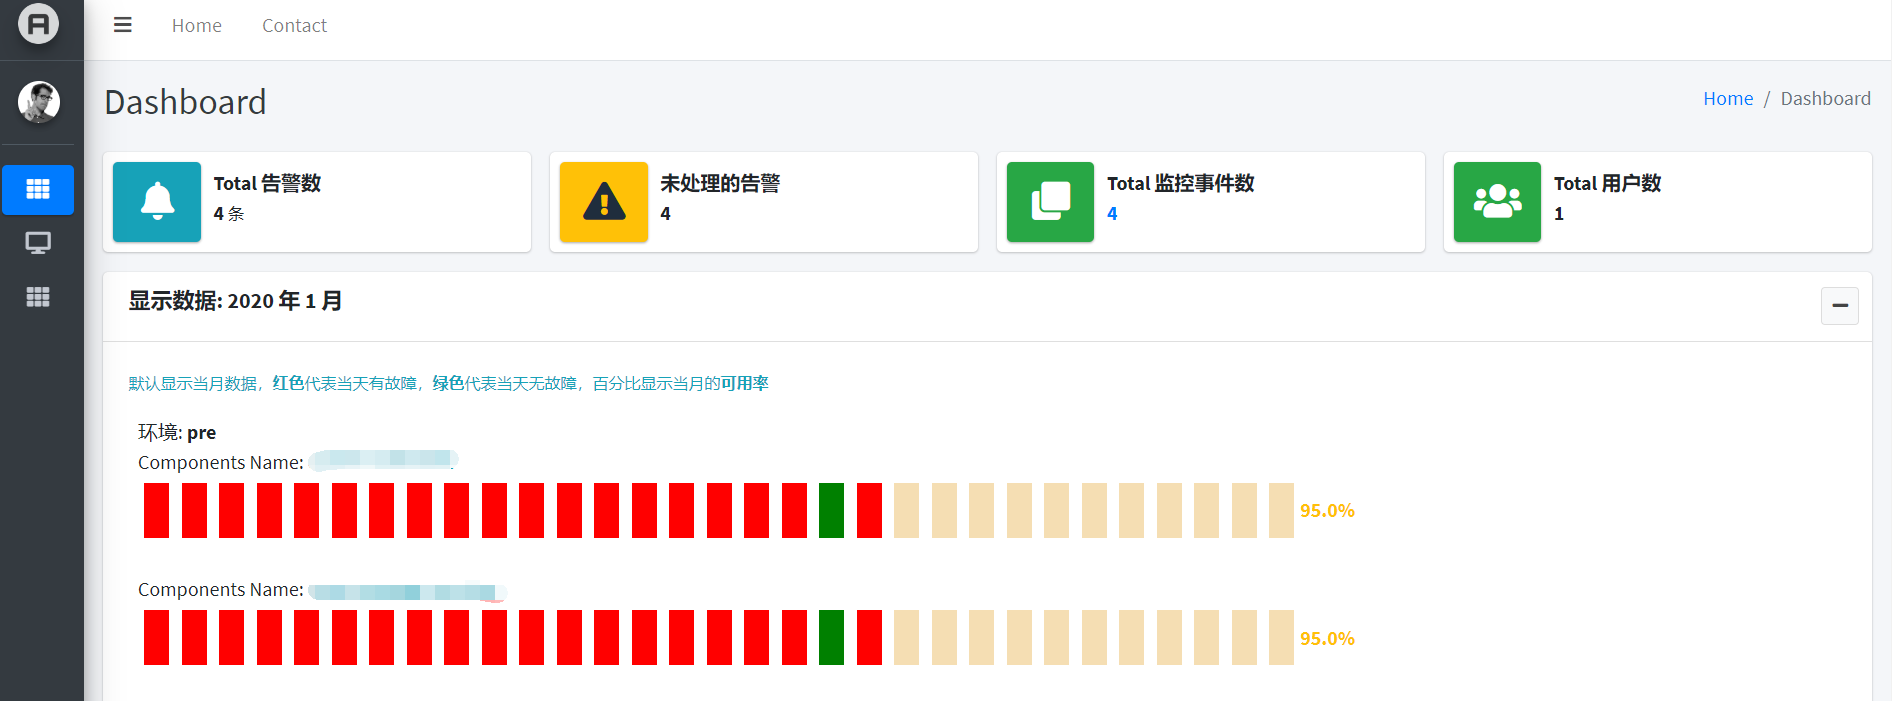 Home Contact
Dashboard
Home / Dashboard
Total 告警数
4 条
未处理的告警
4
Total 监控事件数
4
Total 用户数
1
显示数据: 2020 年 1 月
默认显示当月数据，红色代表当天有故障，绿色代表当天无故障，百分比显示当月的可用率
环境: pre
Components Name:
95.0%
Components Name:
95.0%